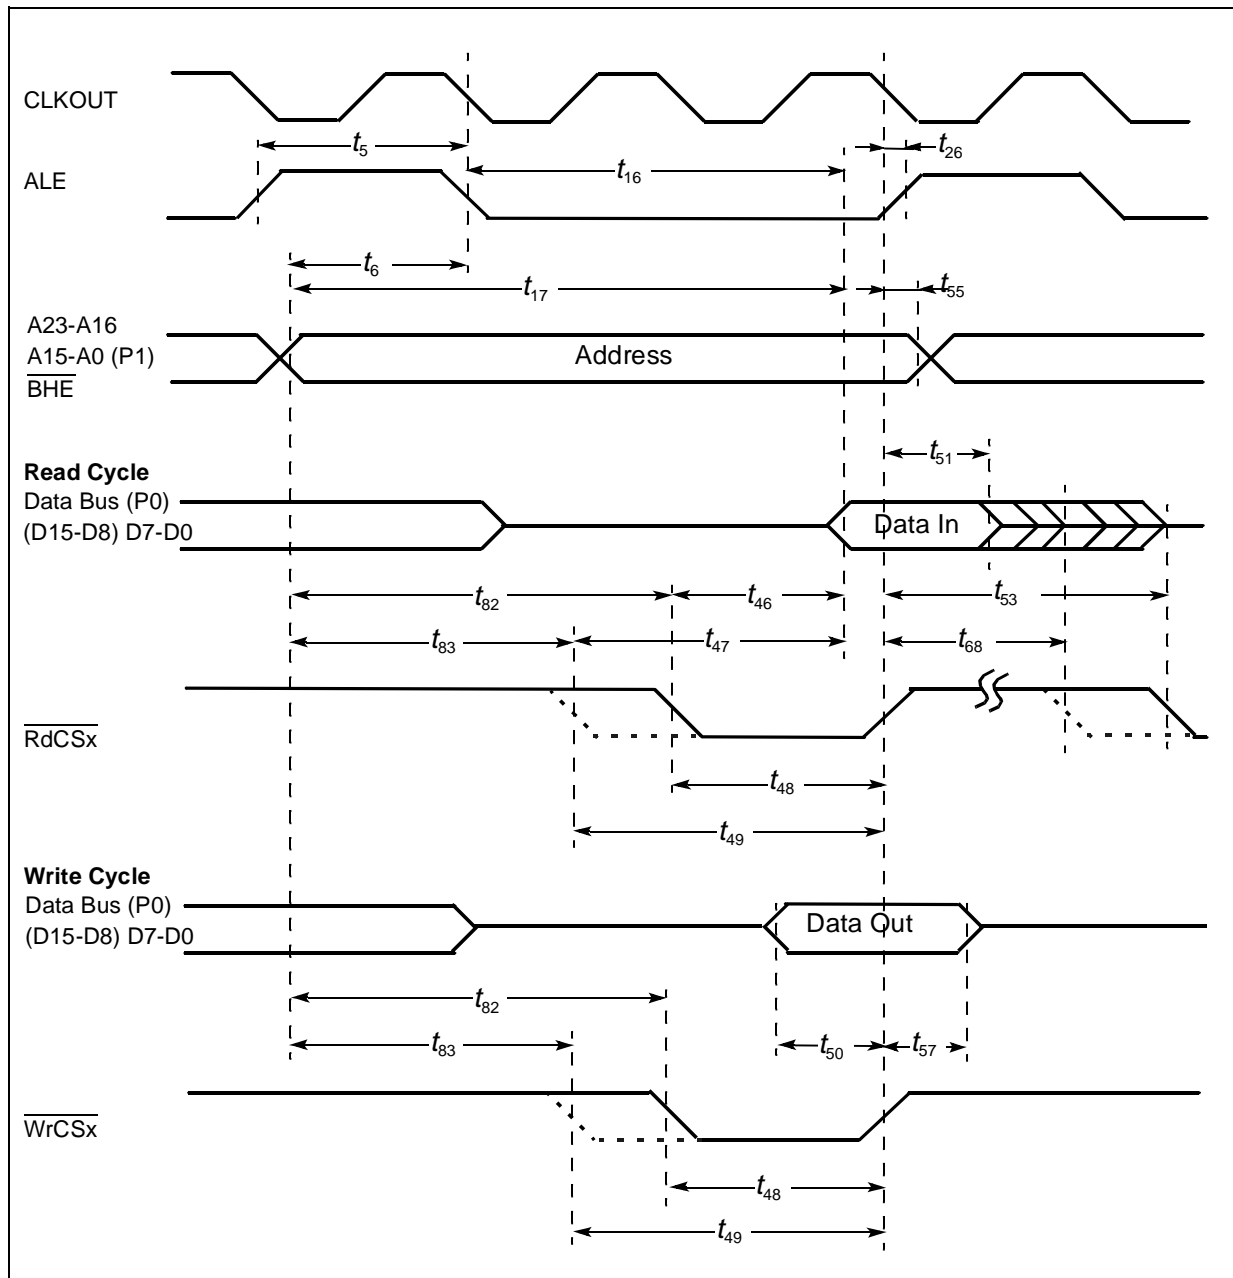 CLKOUT
t5
t26
ALE
t16
t6
t17
t55
A23-A16
A15-A0 (P1)
Address
BHE
t51
Read Cycle
Data Bus (P0)
(D15-D8) D7-D0
Data In
t82
t46
t53
t83
t47
t68
RdCSx
t48
t49
Write Cycle
Data Bus (P0)
(D15-D8) D7-D0
Data Out
t82
t83
t50
t57
WrCSx
t48
t49